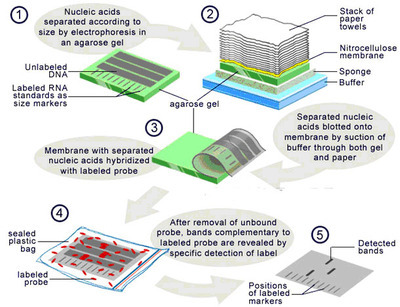 1
Nucleic acids
separated according to
size by electrophoresis in
an agarose gel
Unlabeled
DNA
Labeled RNA
standards as
size markers
agarose gel
2
Stack of
paper
towels
Nitrocellulose
membrane
Sponge
Buffer
3
Membrane with separated
nucleic acids hybridized
with labeled probe
Separated nucleic
acids blotted onto
membrane by suction of
buffer through both gel
and paper
4
sealed
plastic
bag
labeled
probe
After removal of unbound
probe, bands complementary
to labeled probe are revealed by
specific detection of label
5
Detected
bands
Positions
of labeled
markers